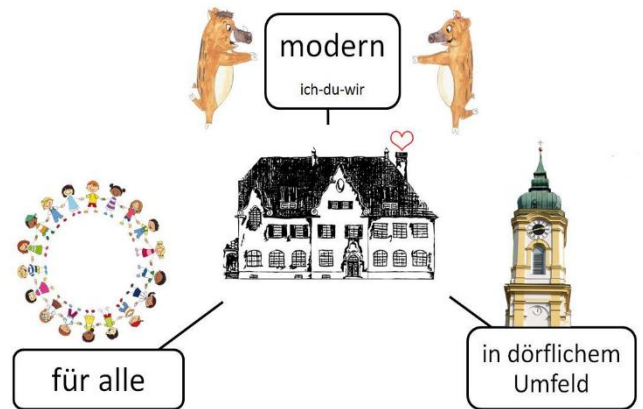 modern
ich-du-wir
für alle
in dörflichem
Umfeld